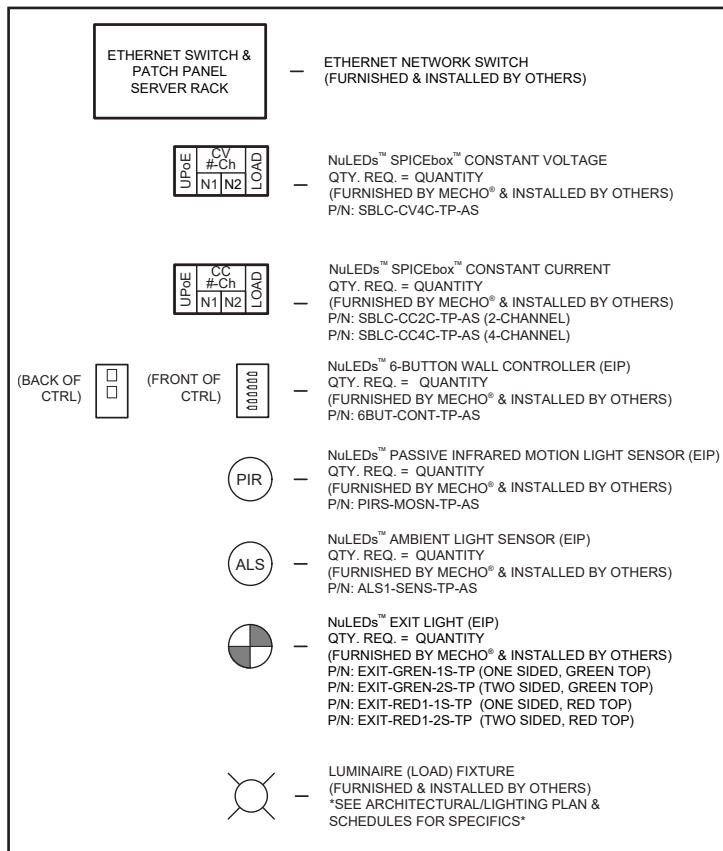 ETHERNET SWITCH &
PATCH PANEL
SERVER RACK
– ETHERNET NETWORK SWITCH
(FURNISHED & INSTALLED BY OTHERS)
UPoE
CV
#-Ch
N1 N2
LOAD
– NuLEDs™ SPICEbox™ CONSTANT VOLTAGE
QTY. REQ. = QUANTITY
(FURNISHED BY MECHO® & INSTALLED BY OTHERS)
P/N: SBLC-CV4C-TP-AS
UPoE
CC
#-Ch
N1 N2
LOAD
– NuLEDs™ SPICEbox™ CONSTANT CURRENT
QTY. REQ. = QUANTITY
(FURNISHED BY MECHO® & INSTALLED BY OTHERS)
P/N: SBLC-CC2C-TP-AS (2-CHANNEL)
P/N: SBLC-CC4C-TP-AS (4-CHANNEL)
(BACK OF
CTRL)
(FRONT OF
CTRL)
– NuLEDs™ 6-BUTTON WALL CONTROLLER (EIP)
QTY. REQ. = QUANTITY
(FURNISHED BY MECHO® & INSTALLED BY OTHERS)
P/N: 6BUT-CONT-TP-AS
PIR
– NuLEDs™ PASSIVE INFRARED MOTION LIGHT SENSOR (EIP)
QTY. REQ. = QUANTITY
(FURNISHED BY MECHO® & INSTALLED BY OTHERS)
P/N: PIRS-MOSN-TP-AS
ALS
– NuLEDs™ AMBIENT LIGHT SENSOR (EIP)
QTY. REQ. = QUANTITY
(FURNISHED BY MECHO® & INSTALLED BY OTHERS)
P/N: ALS1-SENS-TP-AS
– NuLEDs™ EXIT LIGHT (EIP)
QTY. REQ. = QUANTITY
(FURNISHED BY MECHO® & INSTALLED BY OTHERS)
P/N: EXIT-GREN-1S-TP (ONE SIDED, GREEN TOP)
P/N: EXIT-GREN-2S-TP (TWO SIDED, GREEN TOP)
P/N: EXIT-RED1-1S-TP (ONE SIDED, RED TOP)
P/N: EXIT-RED1-2S-TP (TWO SIDED, RED TOP)
– LUMINAIRE (LOAD) FIXTURE
(FURNISHED & INSTALLED BY OTHERS)
*SEE ARCHITECTURAL/LIGHTING PLAN &
SCHEDULES FOR SPECIFICS*